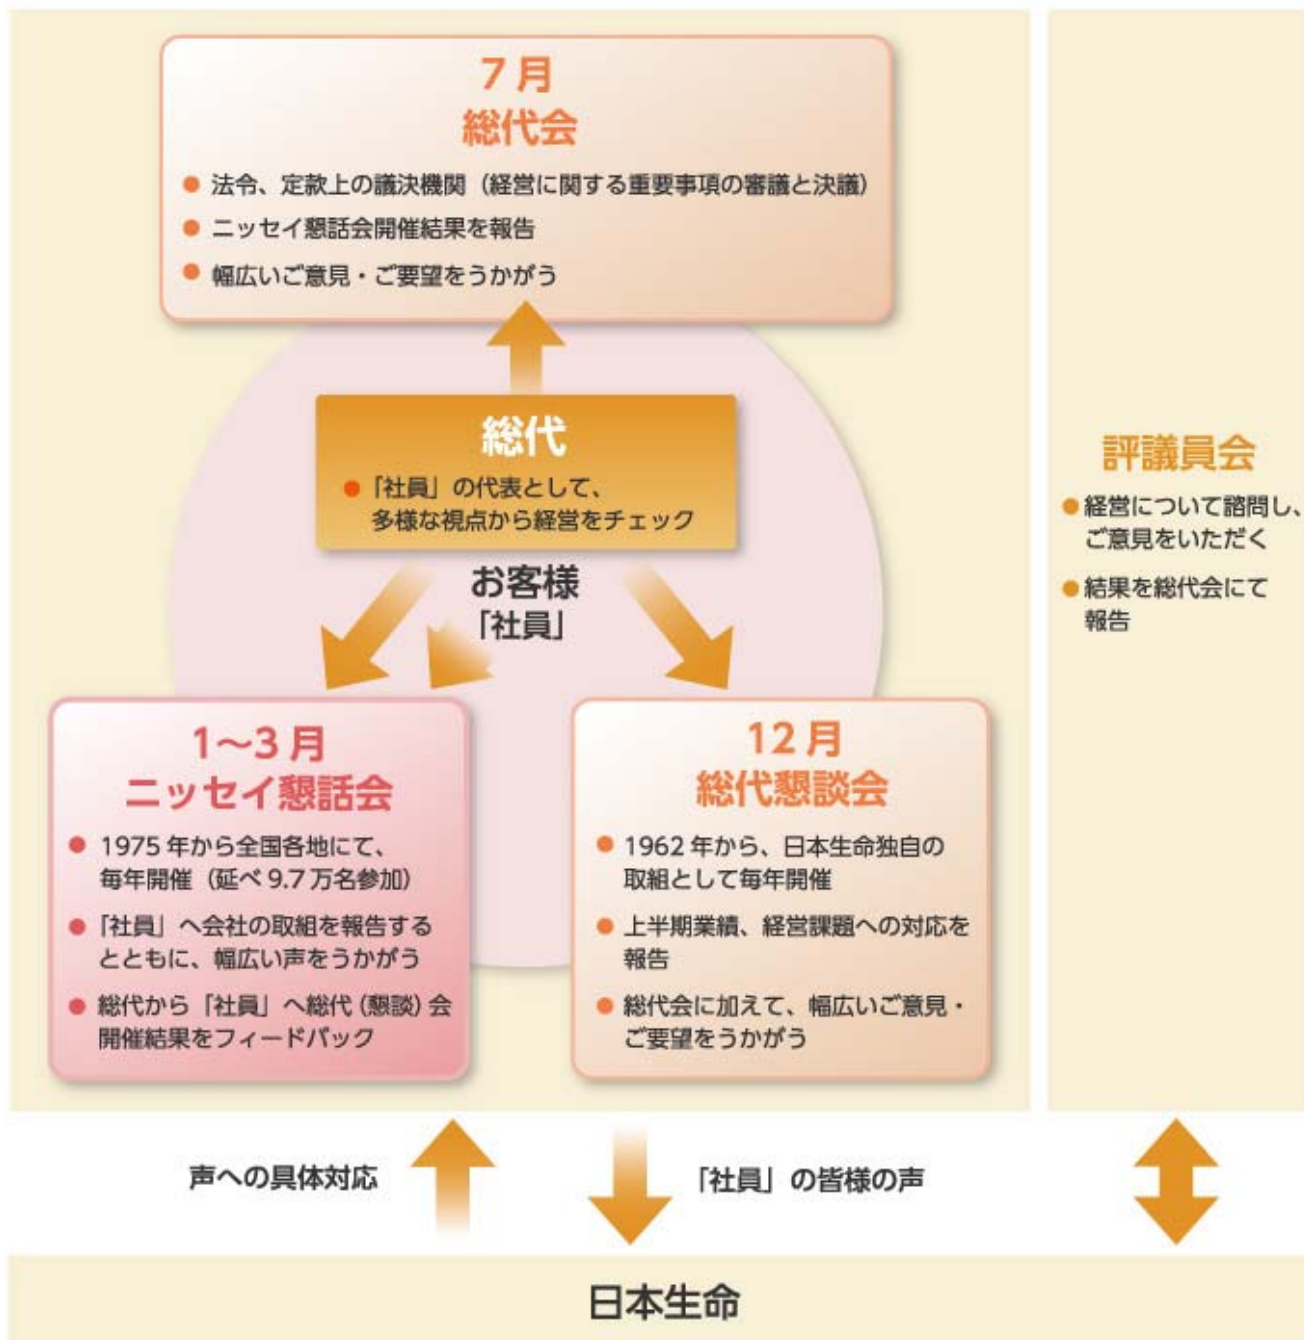 7月
総代会
● 法令、定款上の議決機関（経営に関する重要事項の審議と決議）
● ニッセイ懇話会開催結果を報告
● 幅広いご意見・ご要望をうかがう
総代
● 「社員」の代表として、
多様な視点から経営をチェック
お客様
「社員」
1～3月
ニッセイ懇話会
● 1975年から全国各地にて、
毎年開催（延べ9.7万名参加）
● 「社員」へ会社の取組を報告する
とともに、幅広い声をうかがう
● 総代から「社員」へ総代（懇談）会
開催結果をフィードバック
12月
総代懇談会
● 1962年から、日本生命独自の
取組として毎年開催
● 上半期業績、経営課題への対応を
報告
● 総代会に加えて、幅広いご意見・
ご要望をうかがう
評議員会
● 経営について諮問し、
ご意見をいただく
● 結果を総代会にて
報告
声への具体対応
「社員」の皆様の声
日本生命